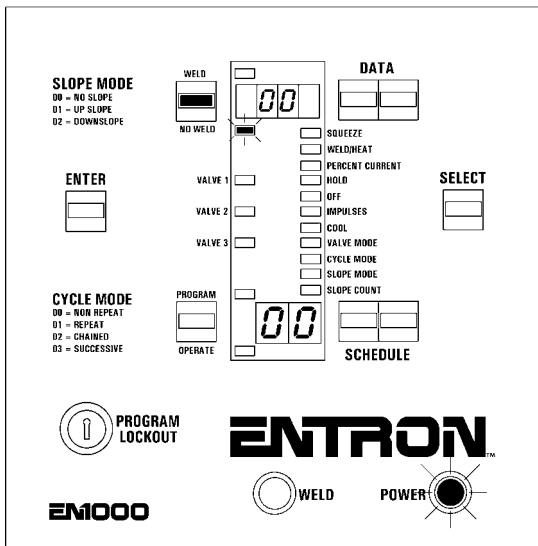 SLOPE MODE
00 = NO SLOPE
01 = UP SLOPE
02 = DOWNSLOPE
WELD
NO WELD
00
DATA
SQUEEZE
WELD/HEAT
PERCENT CURRENT
HOLD
OFF
IMPULSES
COOL
VALVE MODE
CYCLE MODE
SLOPE MODE
SLOPE COUNT
ENTER
VALVE 1
VALVE 2
VALVE 3
SELECT
CYCLE MODE
00 = NON REPEAT
01 = REPEAT
02 = CHAINED
03 = SUCCESSIVE
PROGRAM
OPERATE
00
SCHEDULE
PROGRAM
LOCKOUT
ENTRON™
WELD
POWER
EN1000